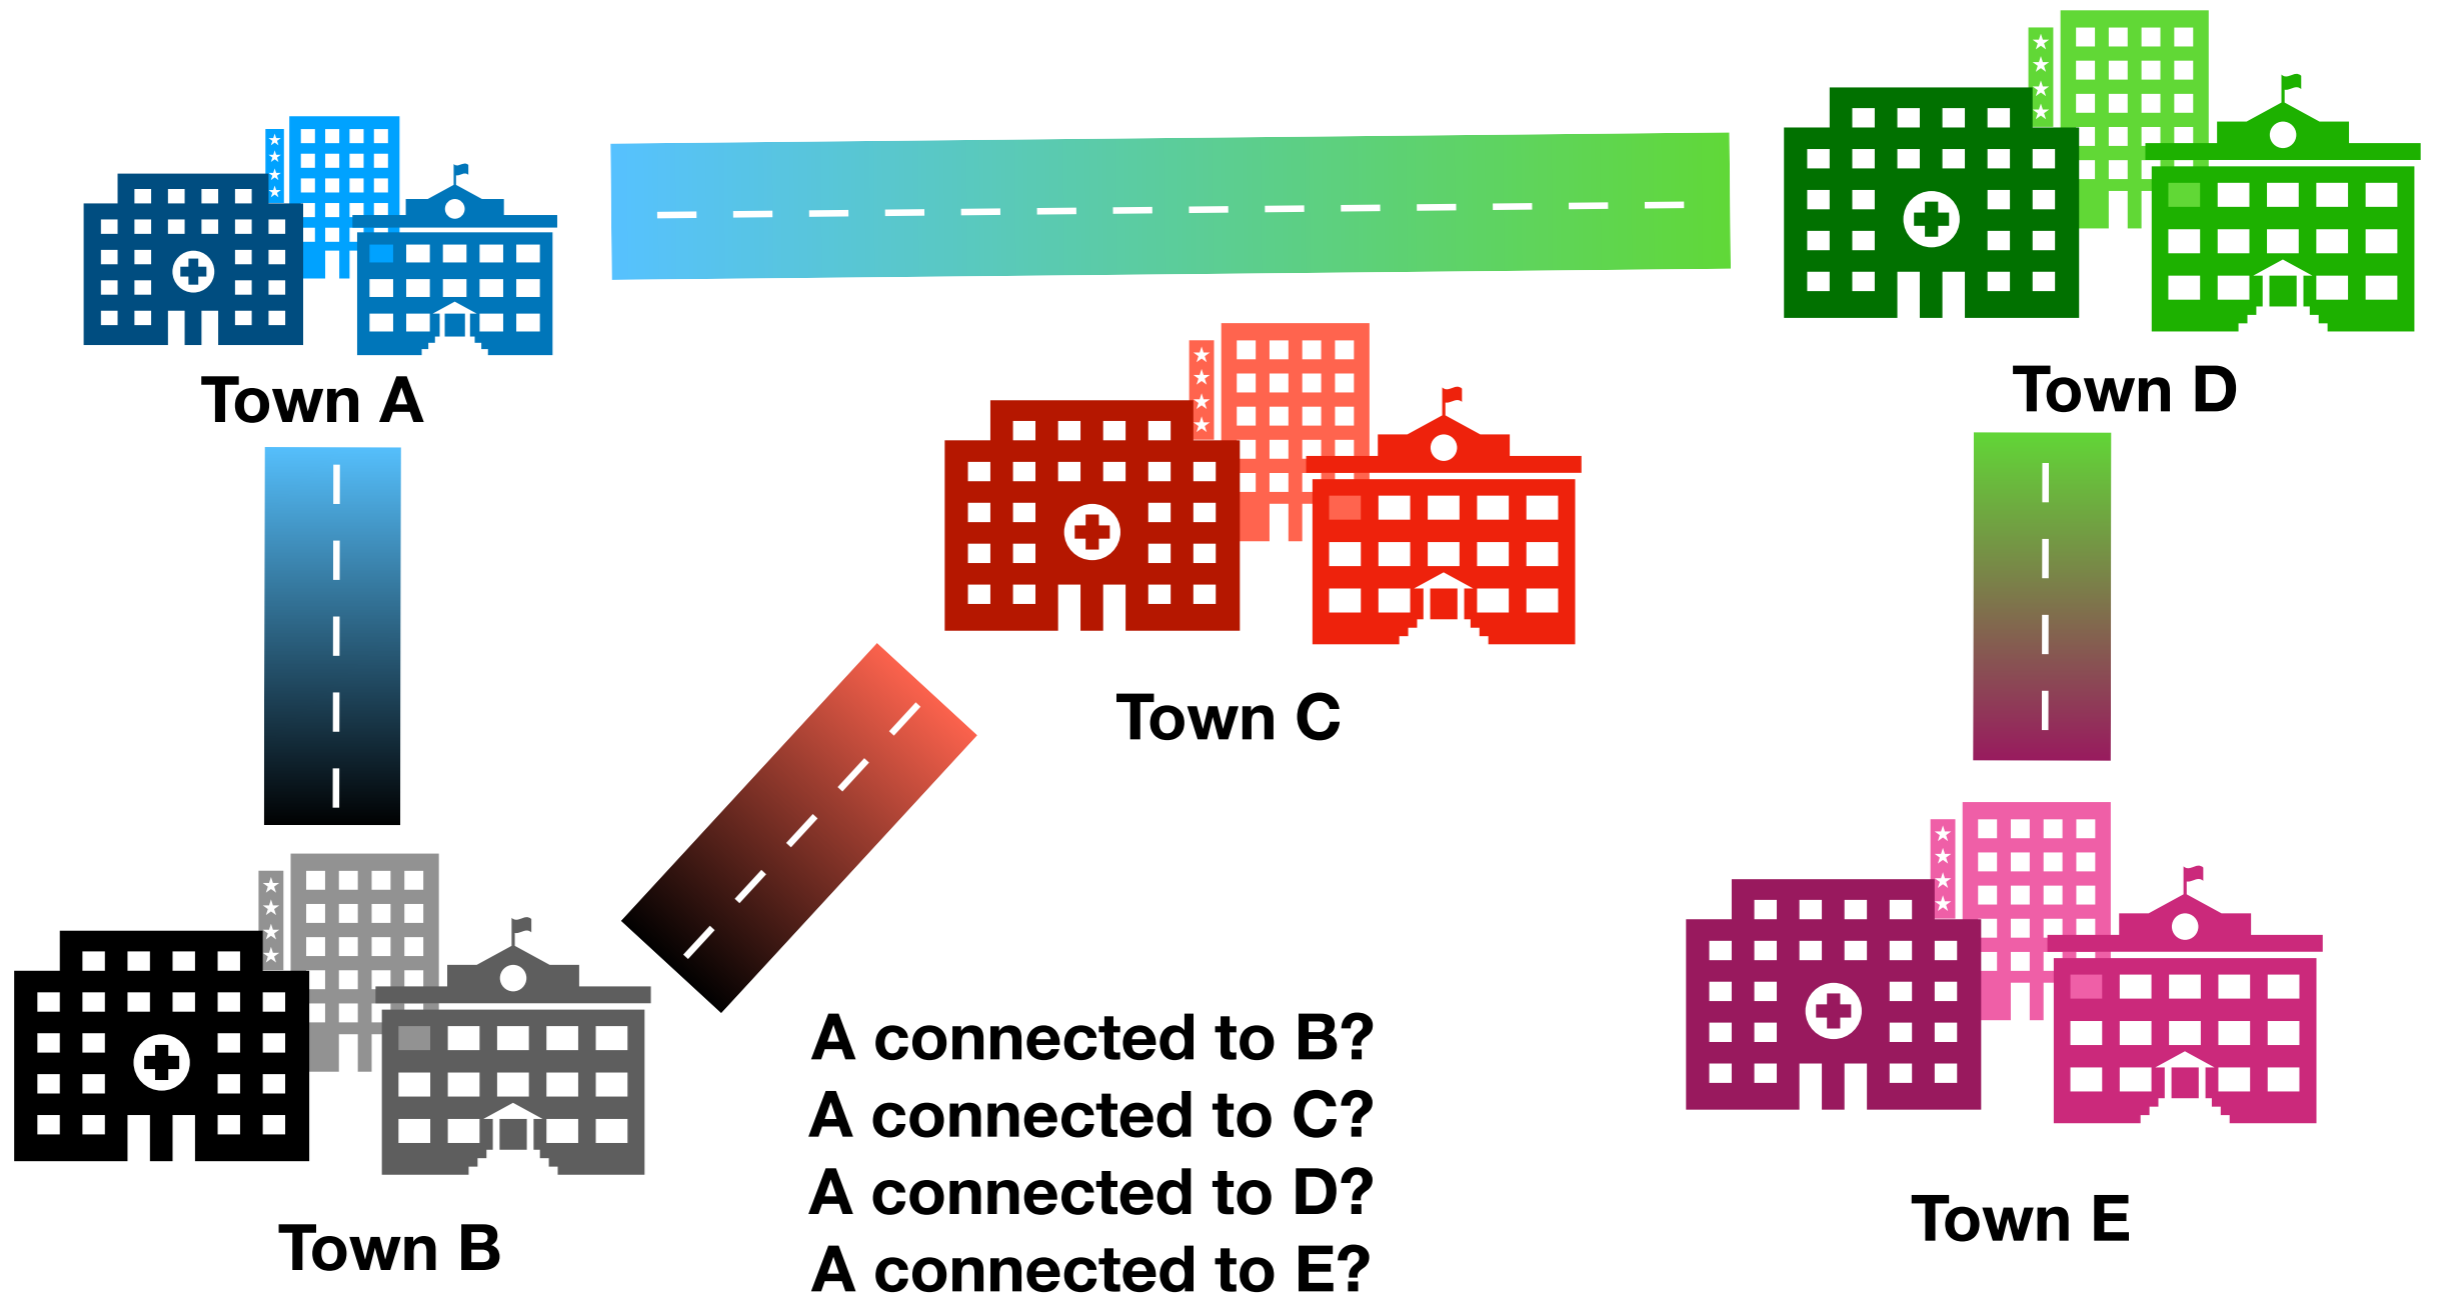 Town A
Town D
Town C
Town B
Town E
A connected to B?
A connected to C?
A connected to D?
A connected to E?